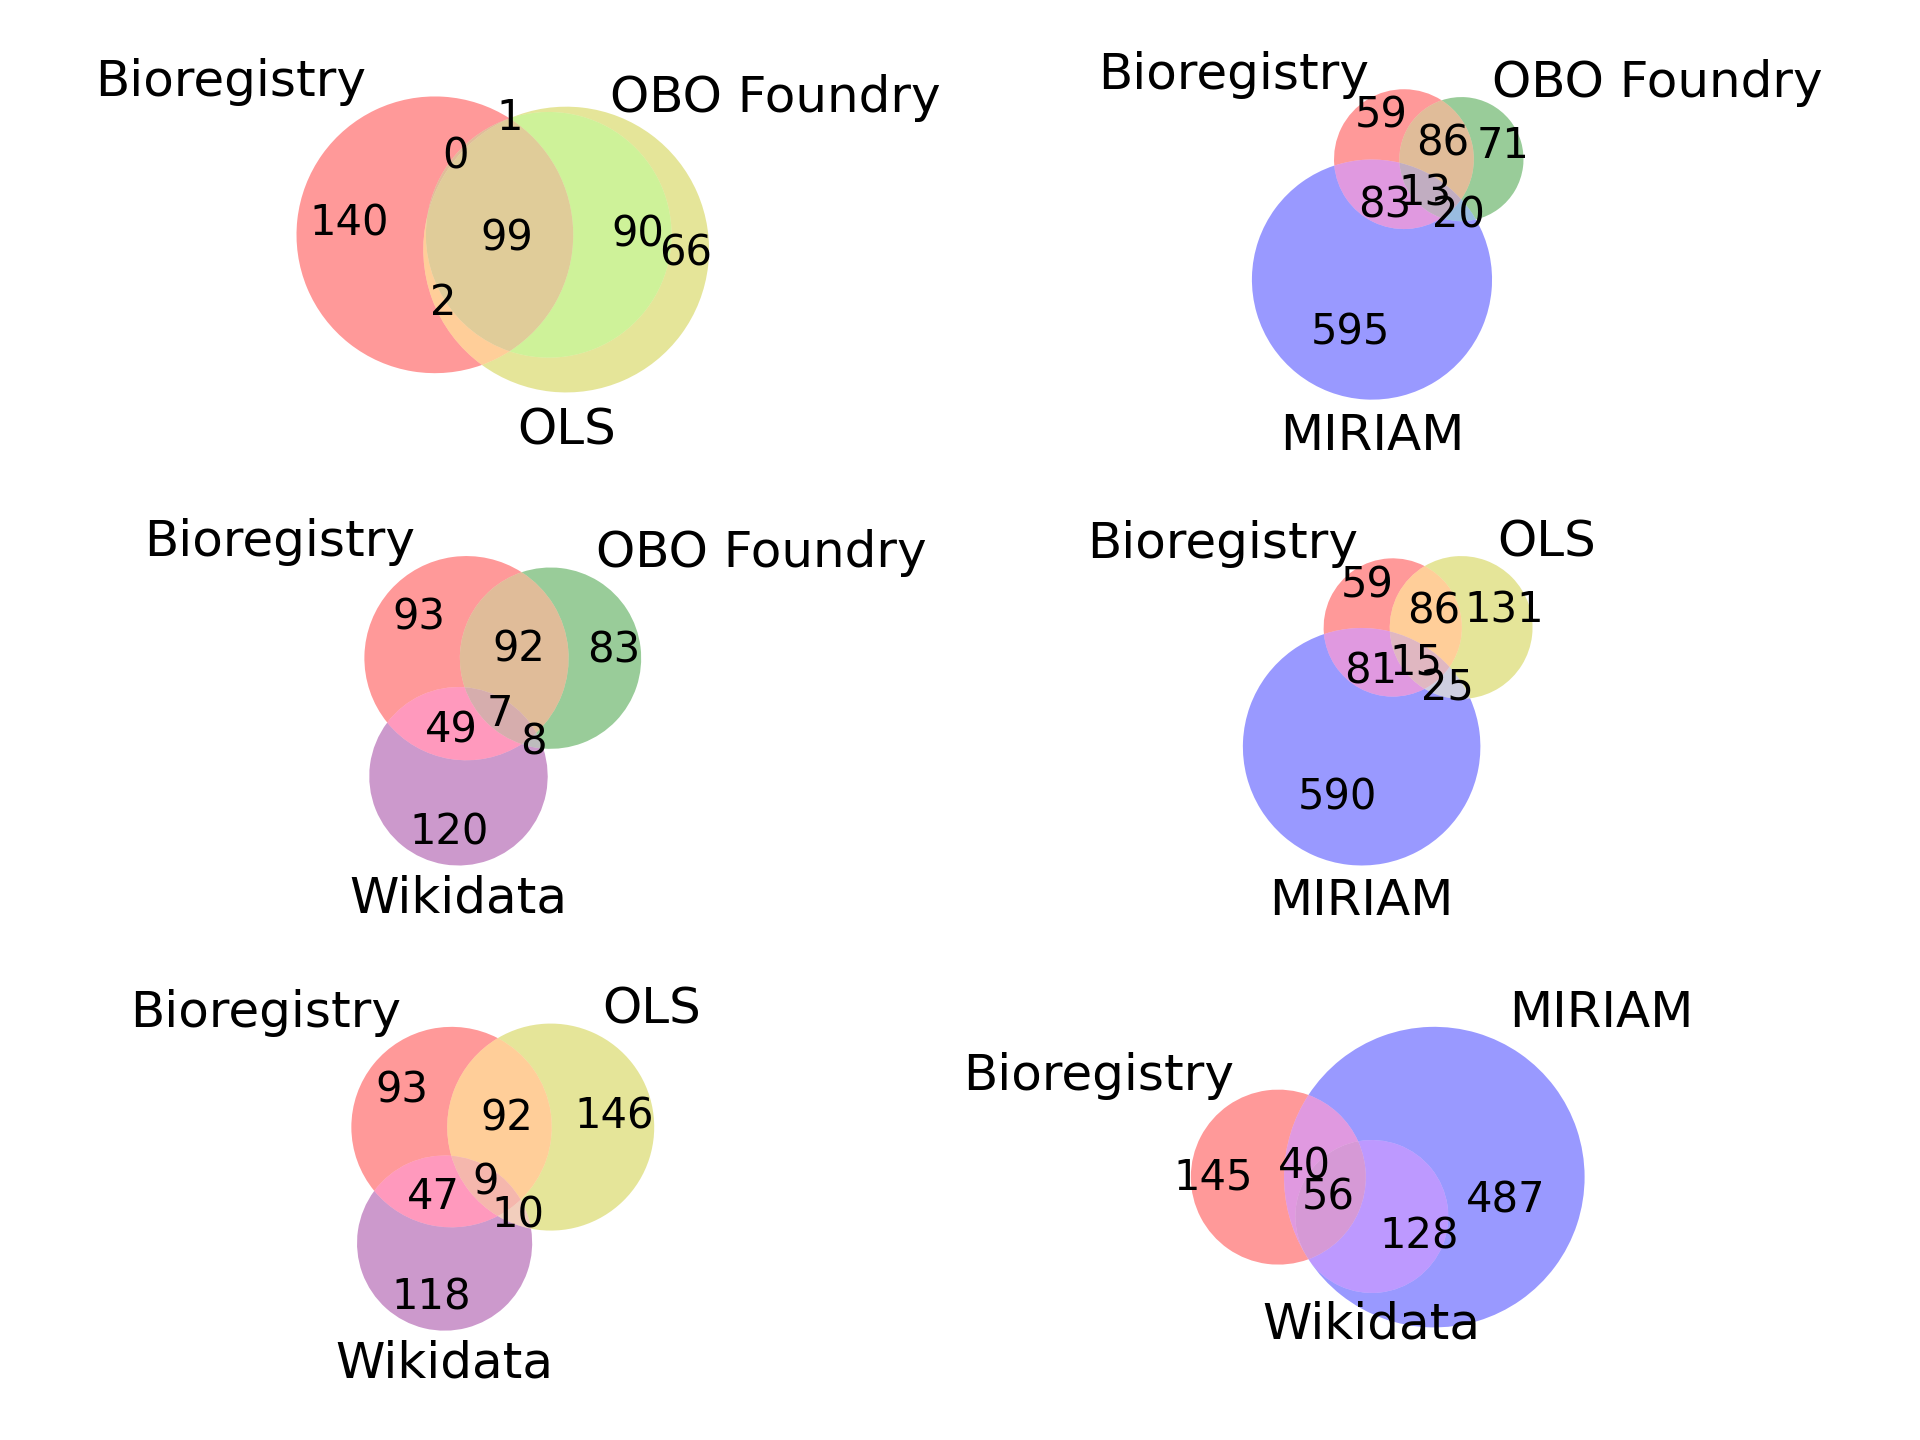 Bioregistry
OBO Foundry
1
0
140
99
90
66
2
OLS
Bioregistry
OBO Foundry
59
86
71
13
83
20
595
MIRIAM
Bioregistry
OBO Foundry
93
92
83
7
49
8
120
Wikidata
Bioregistry
OLS
59
86
131
15
81
25
590
MIRIAM
Bioregistry
OLS
93
92
146
9
47
10
118
Wikidata
MIRIAM
Bioregistry
40
145
56
487
128
Wikidata